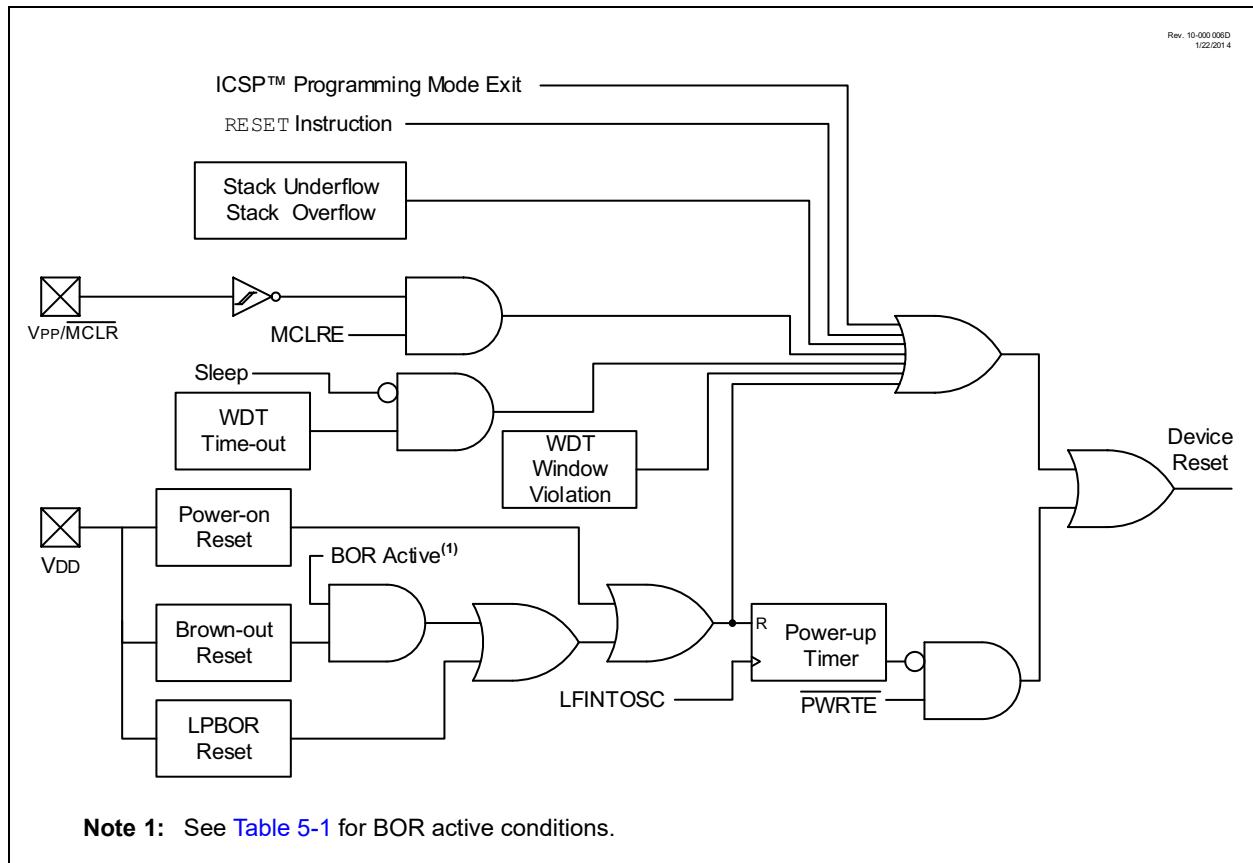 Rev. 10-000 006D
1/22/201 4
ICSP™ Programming Mode Exit
RESET Instruction
Stack Underflow
Stack Overflow
VPP/MCLR
MCLRE
Sleep
WDT
Time-out
WDT
Window
Violation
Device
Reset
VDD
Power-on
Reset
BOR Active(1)
Brown-out
Reset
R
Power-up
Timer
LFINTOSC
PWRTE
LPBOR
Reset
Note 1: See Table 5-1 for BOR active conditions.